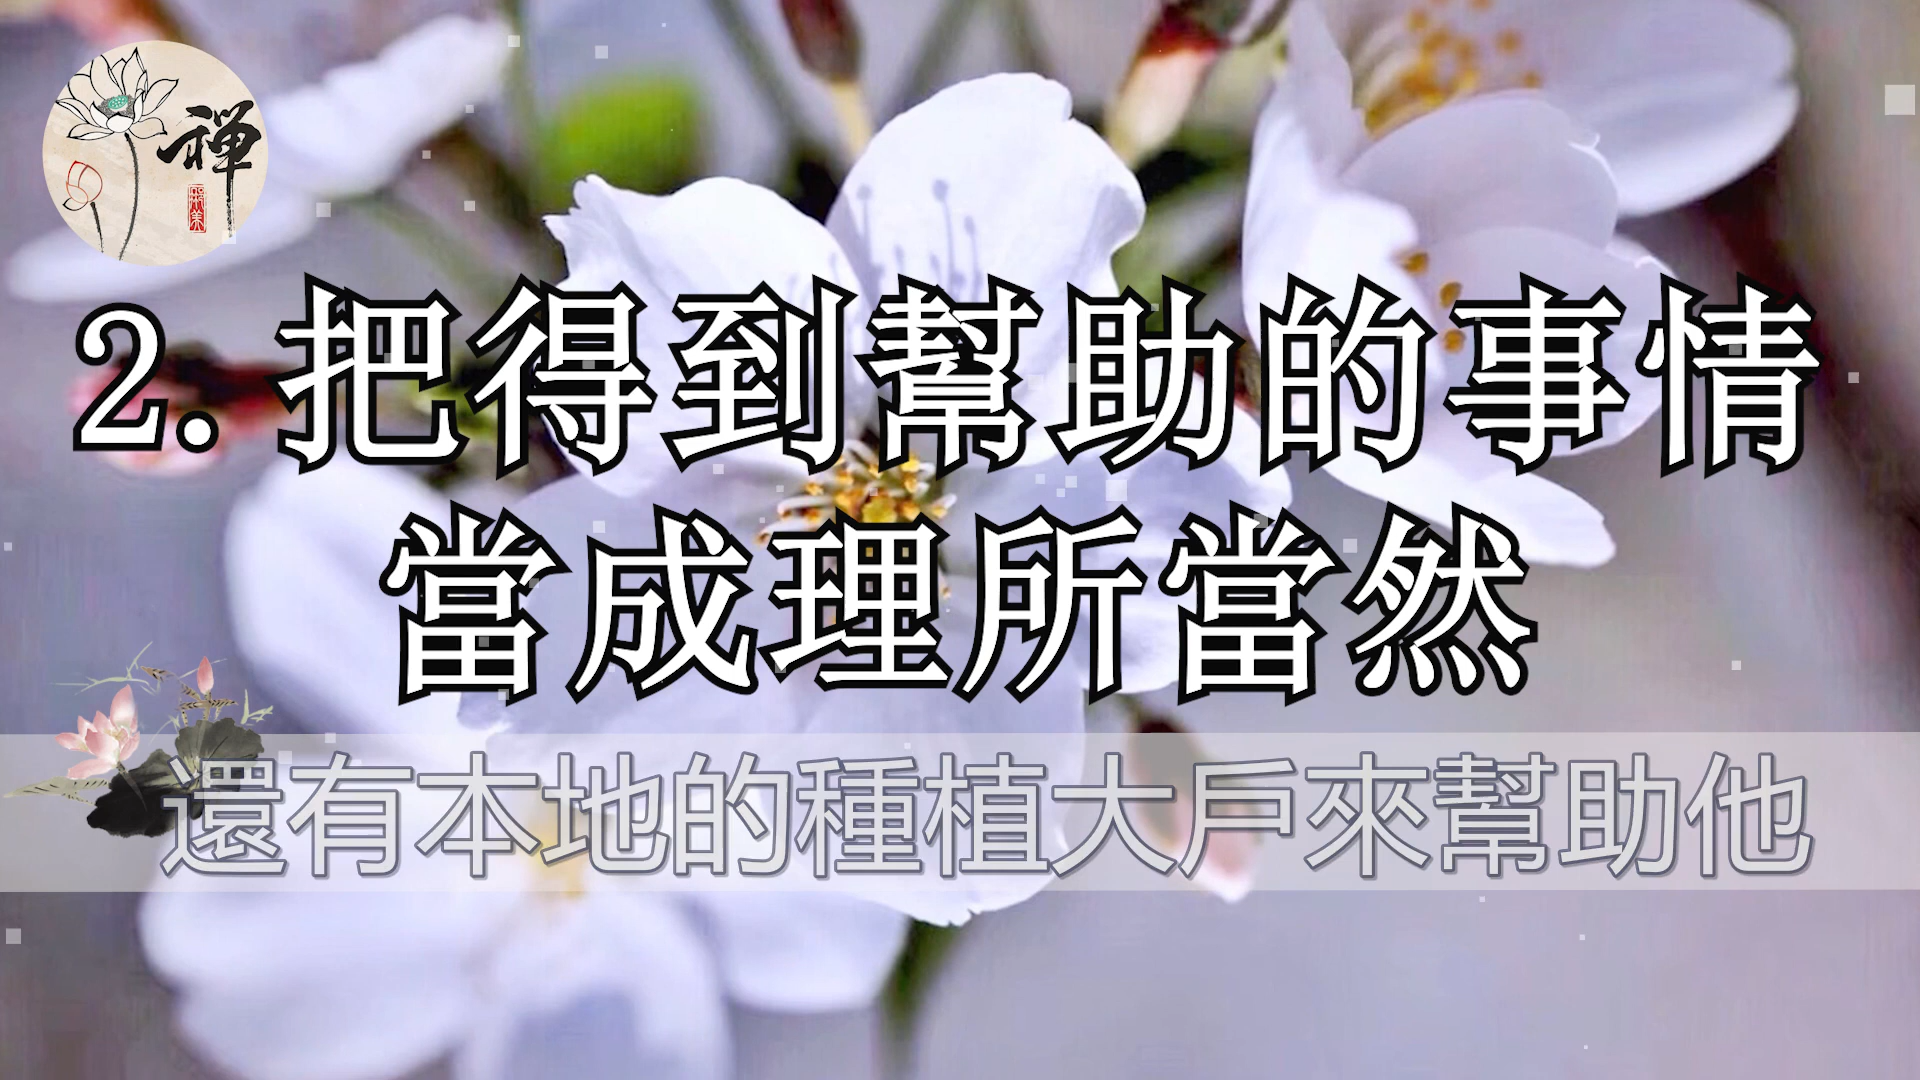 禅
2.把得到幫助的事情
當成理所當然
還有本地的種植大戶來幫助他